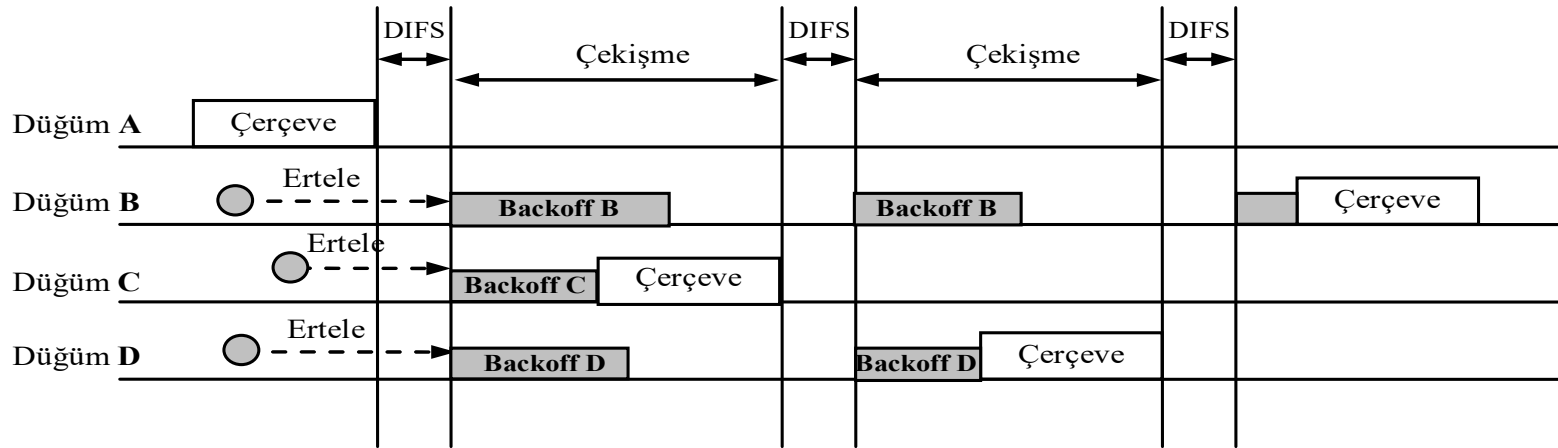 DIFS
DIFS
DIFS
Çekişme
Çekişme
Düğüm A
Çerçeve
Düğüm B
Ertele
Backoff B
Backoff B
Çerçeve
Düğüm C
Ertele
Backoff C
Çerçeve
Düğüm D
Ertele
Backoff D
Backoff D
Çerçeve